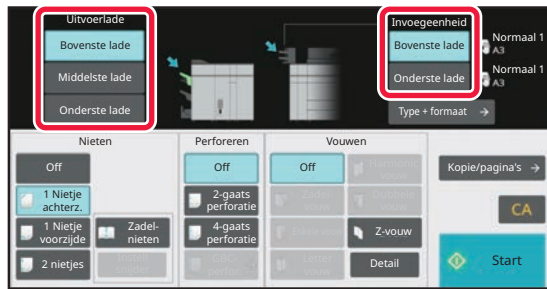 Uitvoerlade
Bovenste lade
Middelste lade
Onderste lade
Invoegeenheid
Bovenste lade
Onderste lade
Normaal 1
A3
Normaal 1
A3
Type + formaat
Nieten
Off
1 Nietje
achterz.
1 Nietje
voorzijde
2 nietjes
Zadel-
nieten
Perforeren
Off
2-gaats
perforatie
4-gaats
perforatie
Vouwen
Off
Z-vouw
Detail
Kopie/pagina's
CA
Start